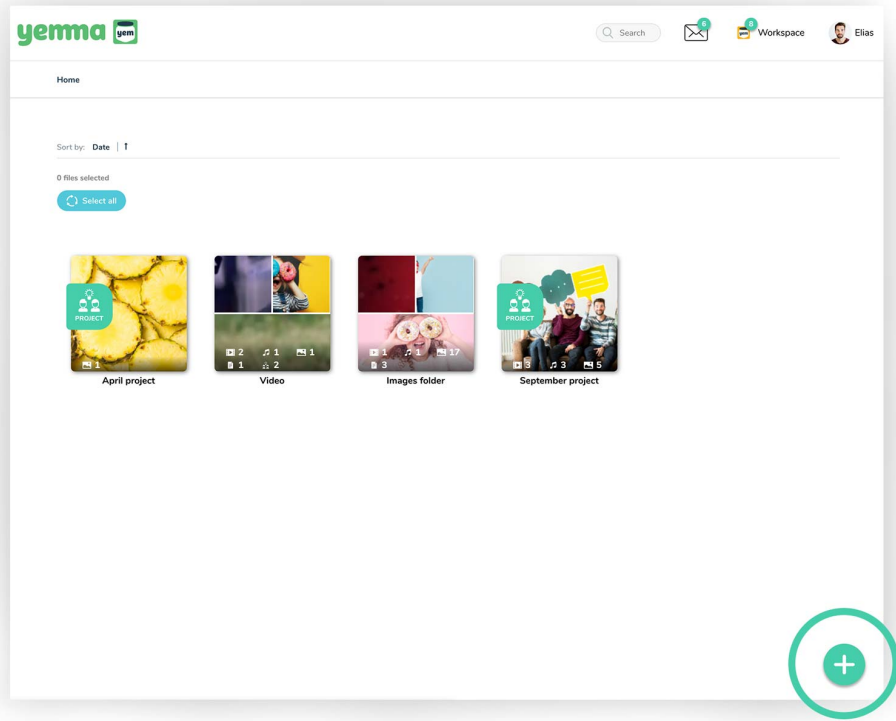 yemma yem
Search
6
8
Workspace
Elias
Home
Sort by: Date
0 files selected
Select all
PROJECT
1
April project
2 1 1
1 2
Video
1 1 17
3
Images folder
PROJECT
3 3 5
September project